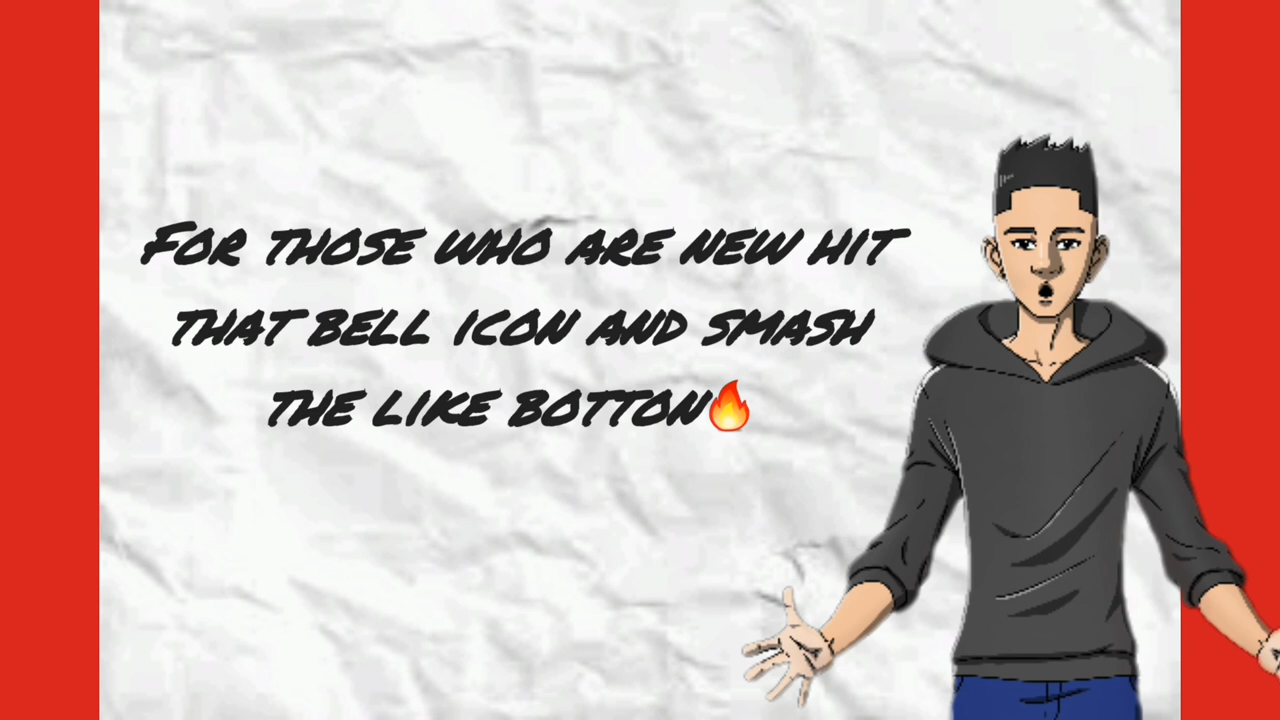 FOR THOSE WHO ARE NEW HIT
THAT BELL ICON AND SMASH
THE LIKE BOTTON🔥